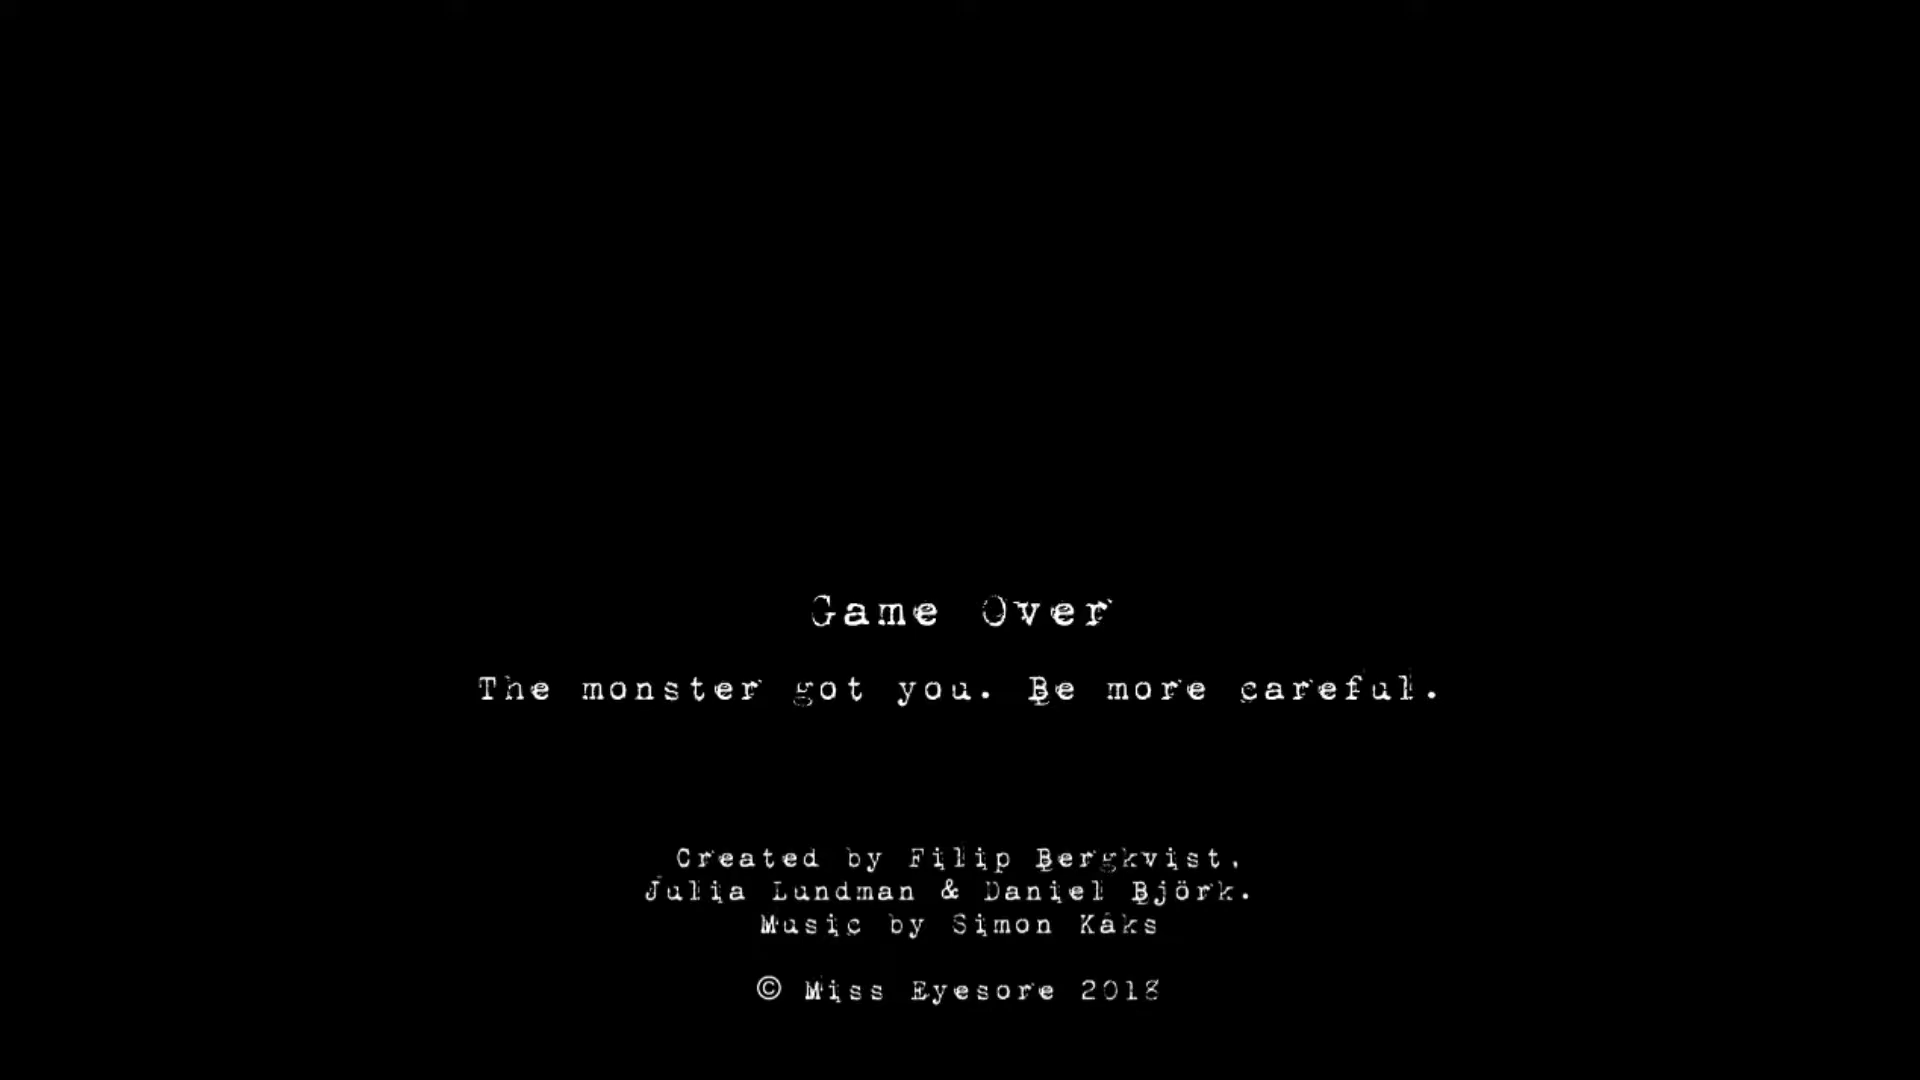 Game Over
The monster got you. Be more careful.
Created by Filip Bergkvist,
Julia Lundman & Daniel Björk.
Music by Simon Kaks
© Miss Eyesore 2018